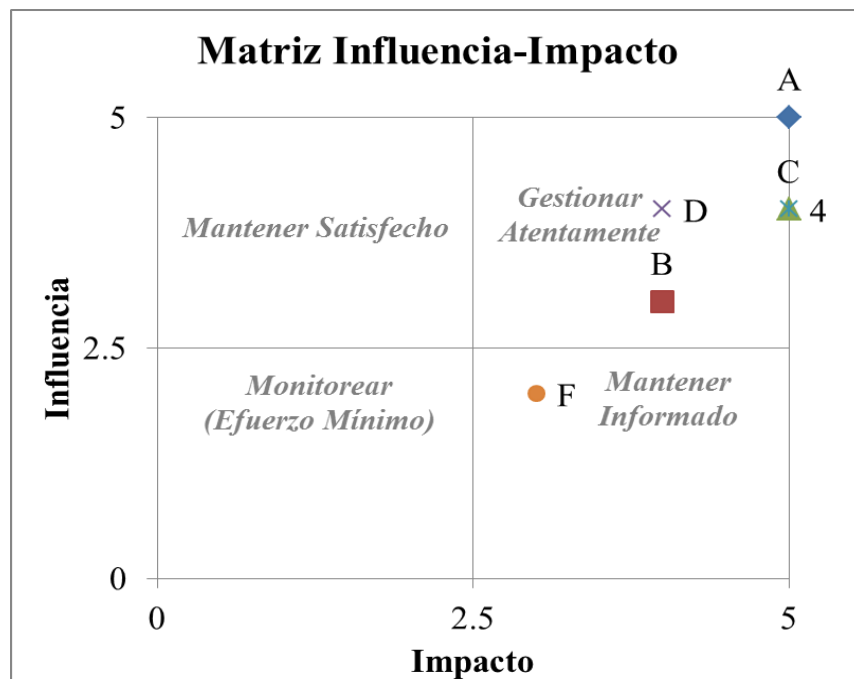 Matriz Influencia-Impacto
A
5
C
Gestionar
Mantener Satisfecho
Atentamente
D
4
B
Influencia
2.5
Monitorear
(Efuerzo Mínimo)
F
Mantener
Informado
0
0
2.5
5
Impacto